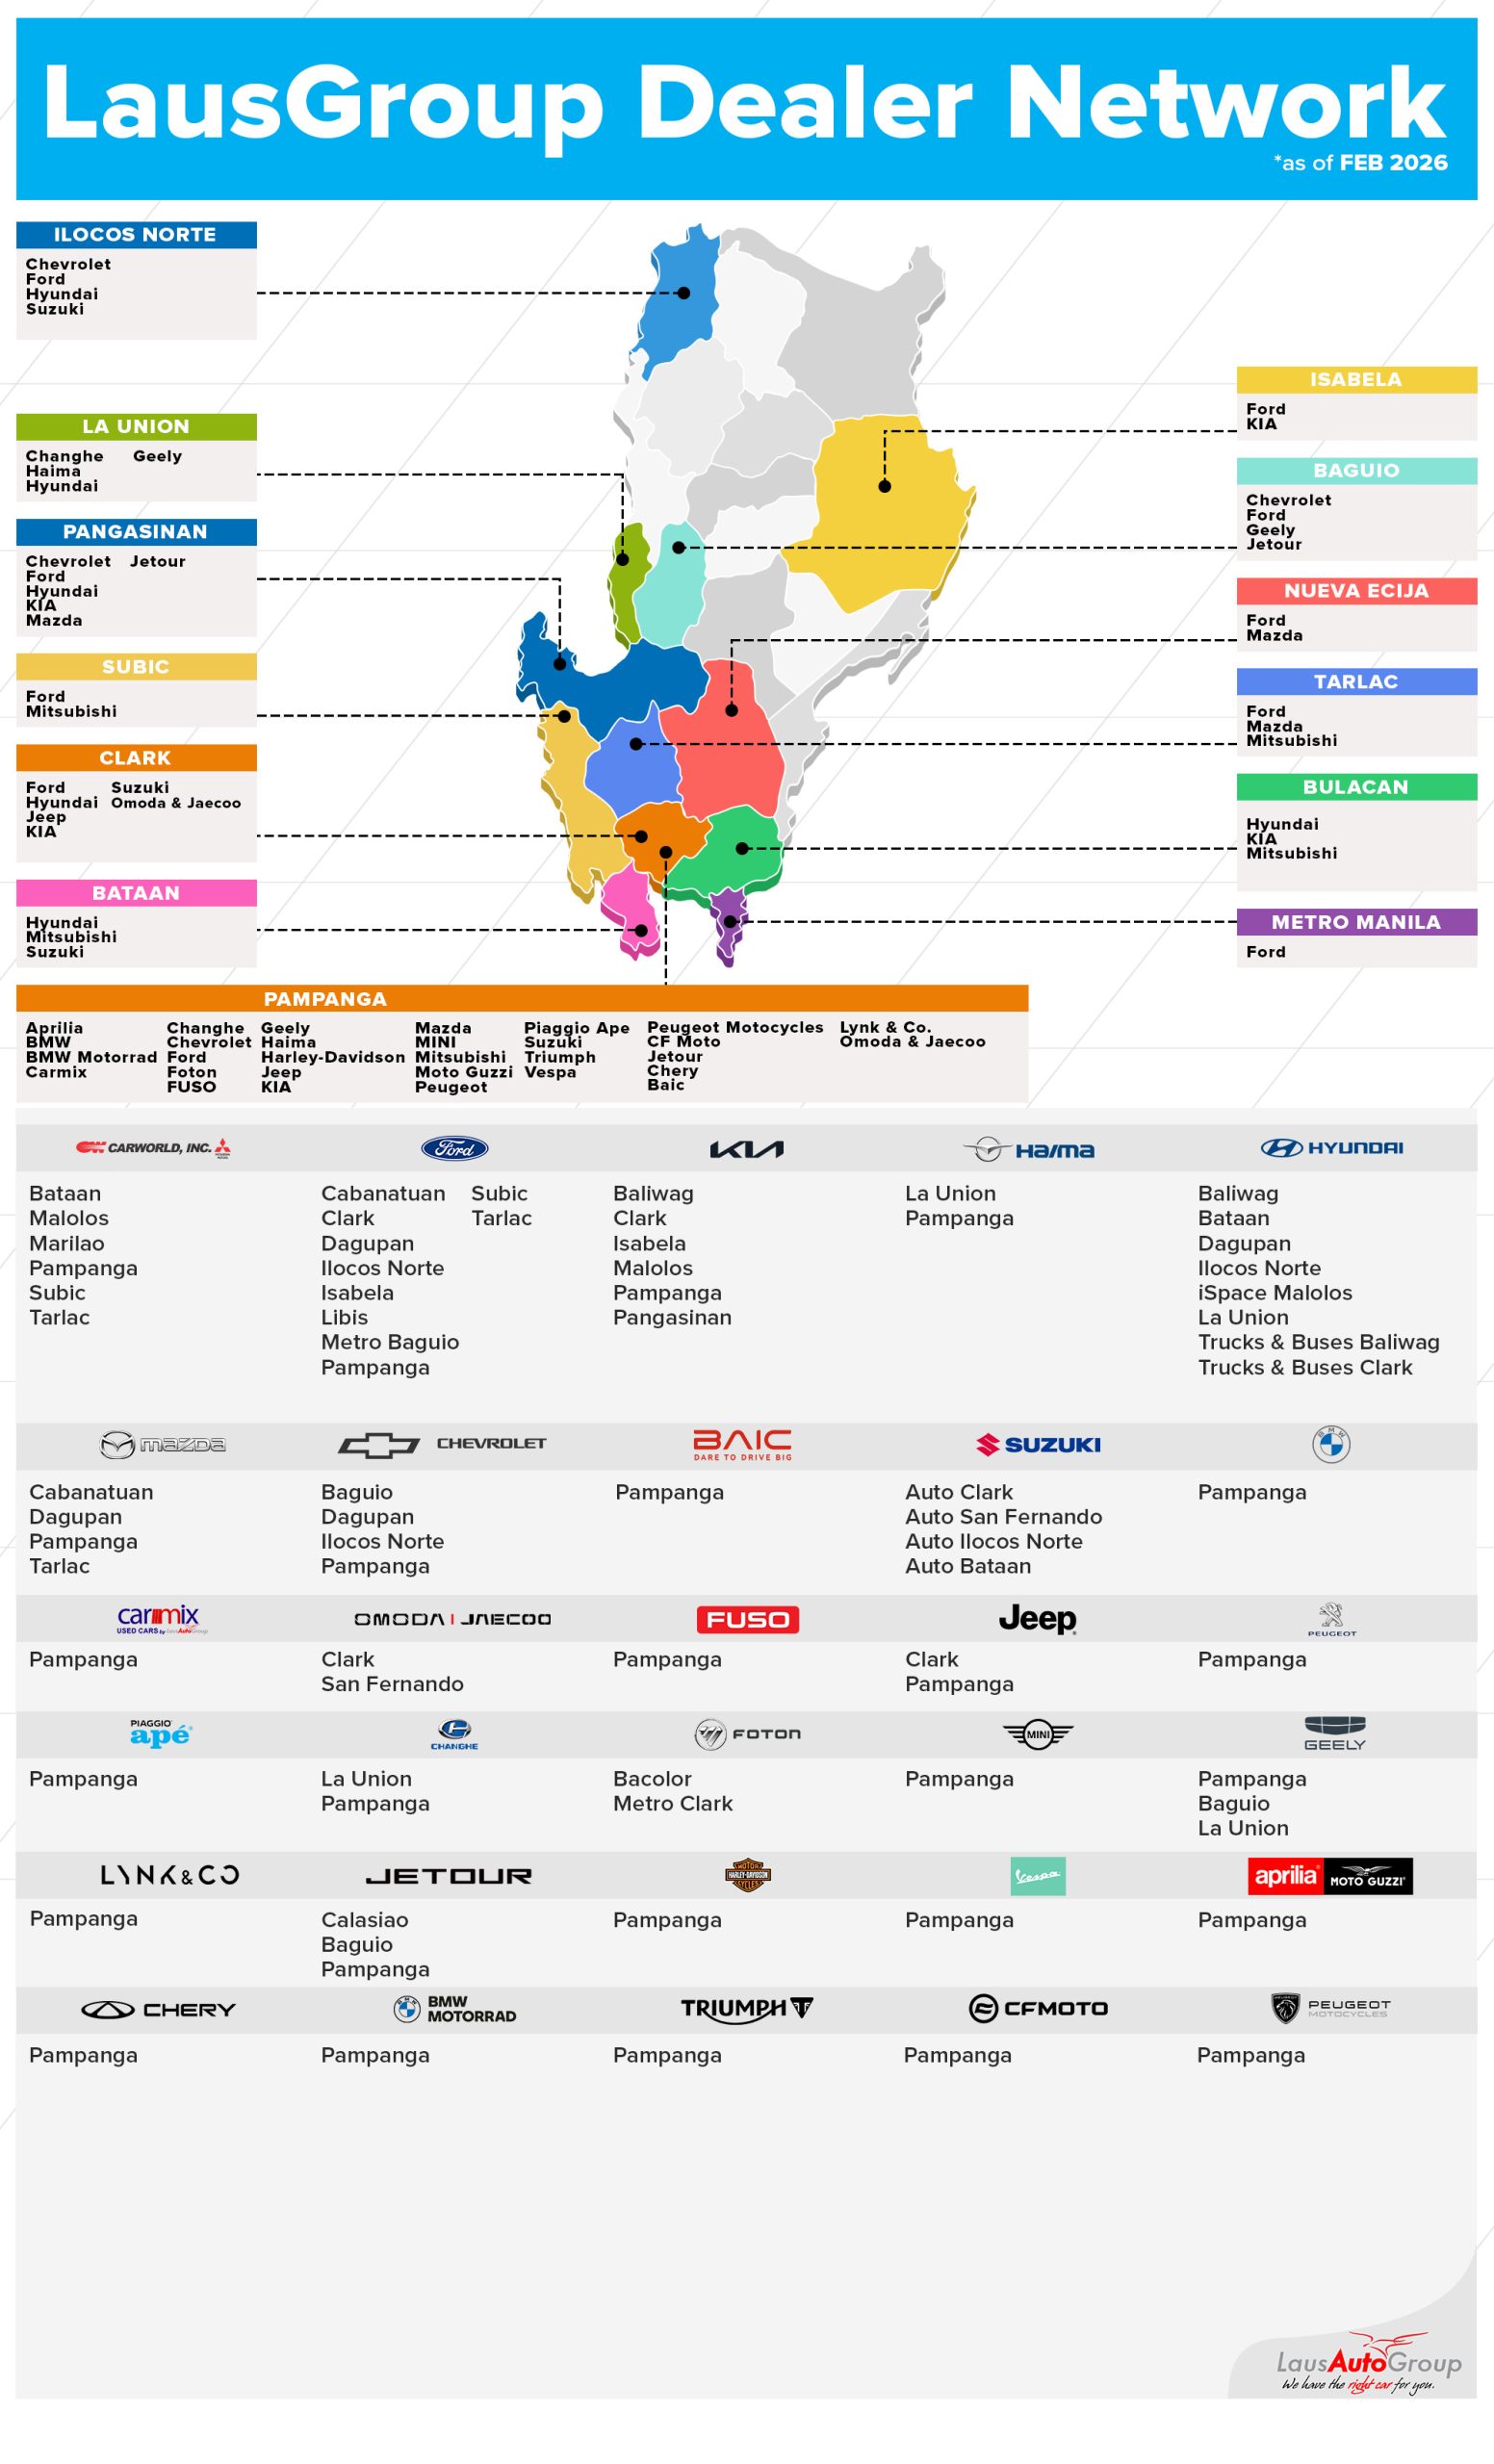 LausGroup Dealer Network
*as of FEB 2026
ILOCOS NORTE
Chevrolet
Ford
Hyundai
Suzuki
LA UNION
Changhe Geely
Haima
Hyundai
PANGASINAN
Chevrolet Jetour
Ford
Hyundai
KIA
Mazda
SUBIC
Ford
Mitsubishi
CLARK
Ford Suzuki
Hyundai Omoda & Jaecoo
Jeep
KIA
BATAAN
Hyundai
Mitsubishi
Suzuki
ISABELA
Ford
KIA
BAGUIO
Chevrolet
Ford
Geely
Jetour
NUEVA ECIJA
Ford
Mazda
TARLAC
Ford
Mazda
Mitsubishi
BULACAN
Hyundai
KIA
Mitsubishi
METRO MANILA
Ford
PAMPANGA
Aprilia
BMW
BMW Motorrad
Carmix
Changhe
Chevrolet
Ford
Foton
FUSO
Geely
Haima
Harley-Davidson
Jeep
KIA
Mazda
MINI
Mitsubishi
Moto Guzzi
Peugeot
Piaggio Ape
Suzuki
Triumph
Vespa
Peugeot Motocycles
CF Moto
Jetour
Chery
Baic
Lynk & Co.
Omoda & Jaecoo
CW CARWORLD, INC.
Bataan
Malolos
Marilao
Pampanga
Subic
Tarlac
Ford
Cabanatuan Subic
Clark Tarlac
Dagupan
Ilocos Norte
Isabela
Libis
Metro Baguio
Pampanga
KIA
Baliwag
Clark
Isabela
Malolos
Pampanga
Pangasinan
Haima
La Union
Pampanga
HYUNDAI
Baliwag
Bataan
Dagupan
Ilocos Norte
iSpace Malolos
La Union
Trucks & Buses Baliwag
Trucks & Buses Clark
mazda
Cabanatuan
Dagupan
Pampanga
Tarlac
CHEVROLET
Baguio
Dagupan
Ilocos Norte
Pampanga
BAIC
DARE TO DRIVE BIG
Pampanga
SUZUKI
Auto Clark
Auto San Fernando
Auto Ilocos Norte
Auto Bataan
BMW
Pampanga
carmix
USED CARS by LausAutoGroup
Pampanga
OMODA | JAECOO
Clark
San Fernando
FUSO
Pampanga
Jeep
Clark
Pampanga
PEUGEOT
Pampanga
PIAGGIO
apé
Pampanga
CHANGHE
La Union
Pampanga
FOTON
Bacolor
Metro Clark
MINI
Pampanga
GEELY
Pampanga
Baguio
La Union
LYNK & CO
Pampanga
JETOUR
Calasiao
Baguio
Pampanga
MOTOR
HARLEY-DAVIDSON
CYCLES
Pampanga
Vespa
Pampanga
aprilia MOTO GUZZI
Pampanga
CHERY
Pampanga
BMW
MOTORRAD
Pampanga
TRIUMPH
Pampanga
CFMOTO
Pampanga
PEUGEOT
MOTOCYCLES
Pampanga
LausAutoGroup
We have the right car for you.